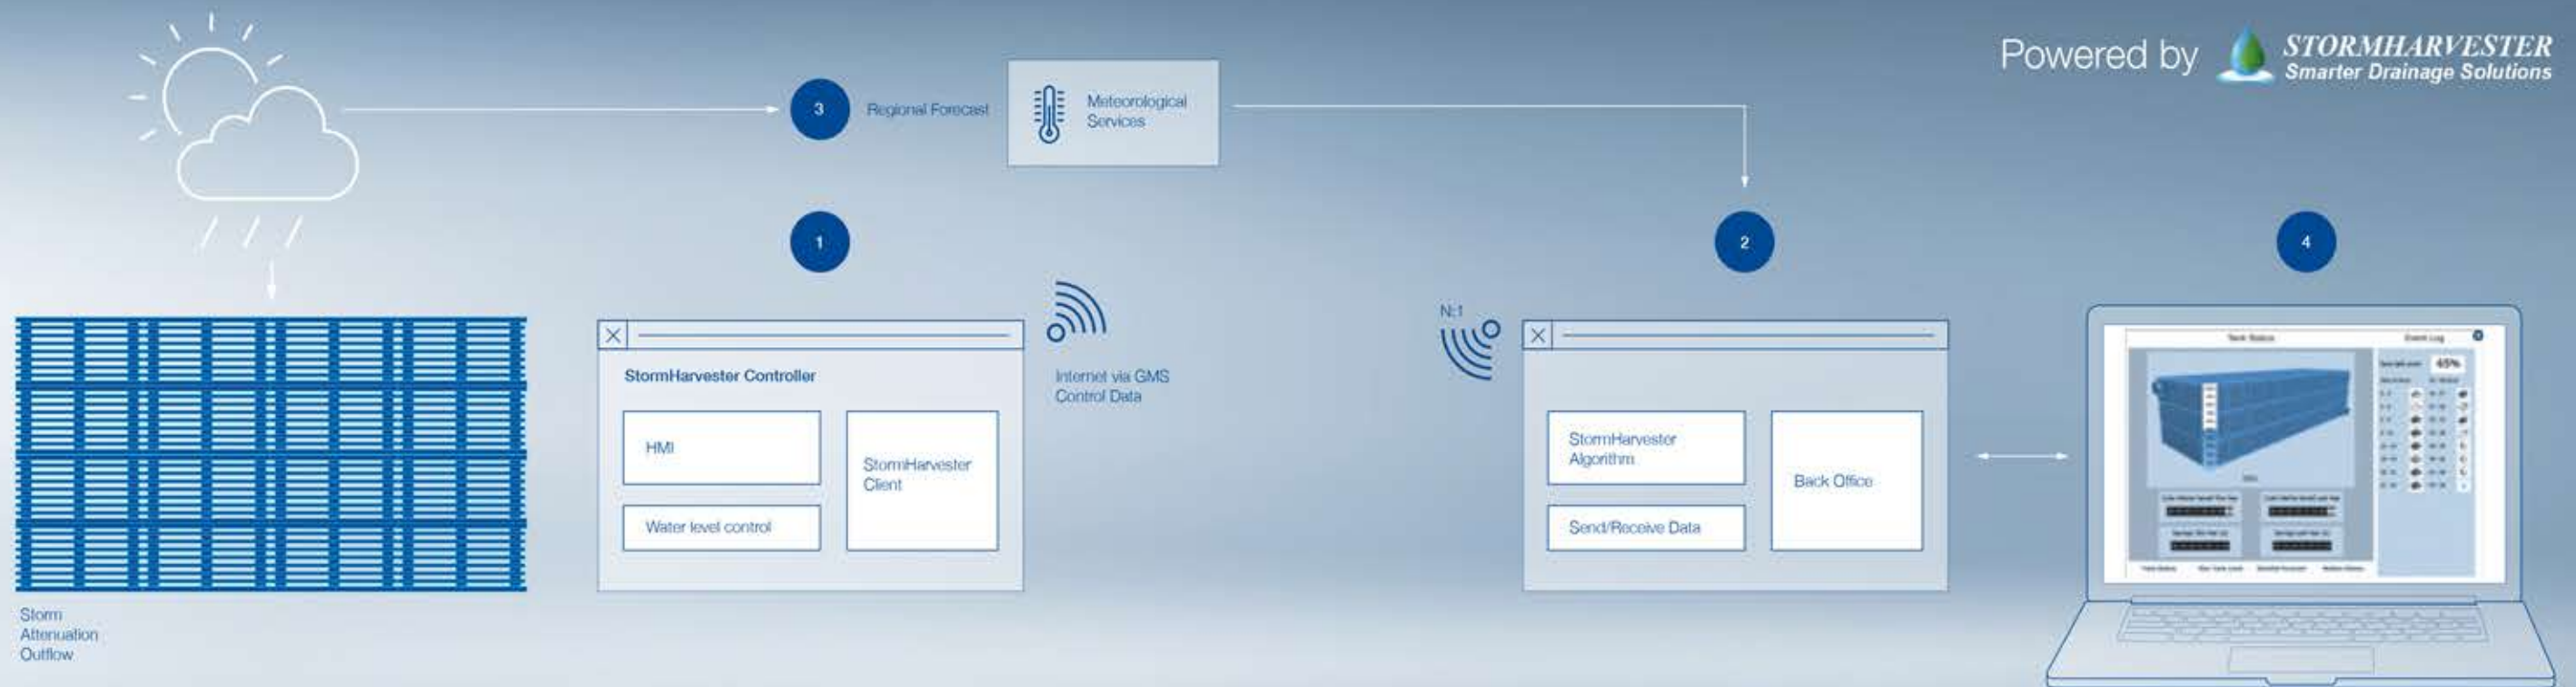 Powered by
STORMHARVESTER
Smarter Drainage Solutions
3
Regional Forecast
Meteorological
Services
1
2
4
N:1
StormHarvester Controller
HMI
Water level control
StormHarvester
Client
Internet via GMS
Control Data
StormHarvester
Algorithm
Send/Receive Data
Back Office
Tank Status
Event Log
65%
Storm
Attenuation
Outflow